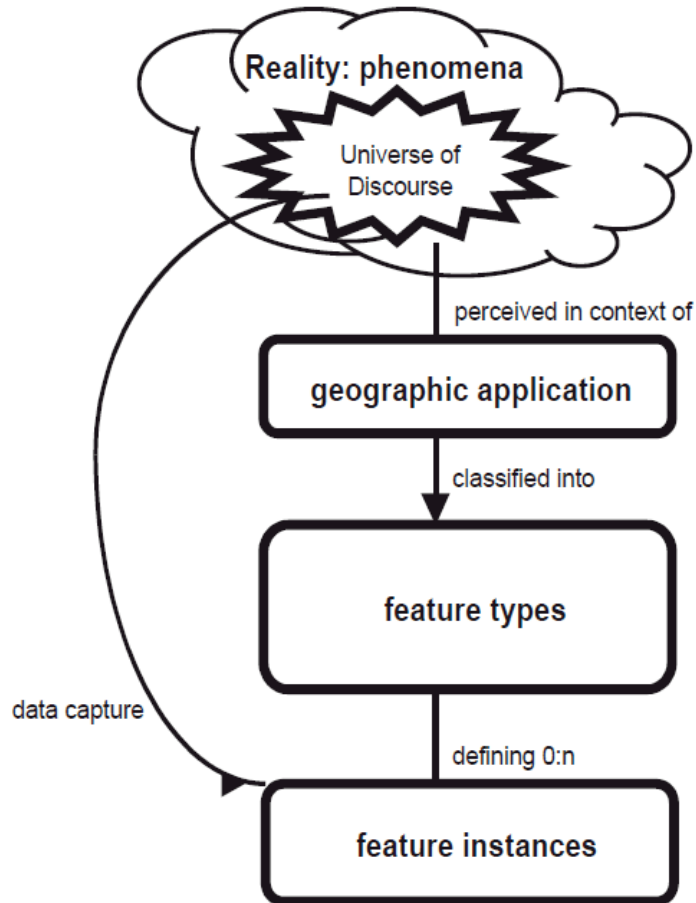 Reality: phenomena
Universe of
Discourse
perceived in context of
geographic application
classified into
feature types
data capture
defining 0:n
feature instances